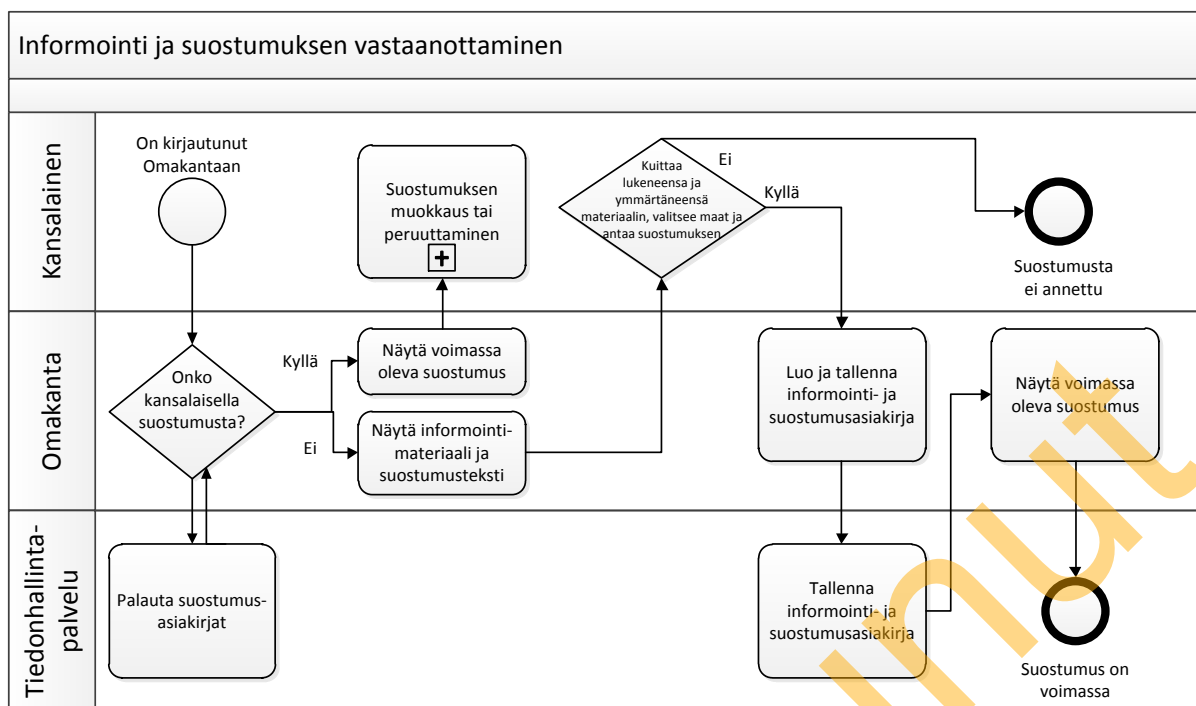 Informointi ja suostumuksen vastaanottaminen
Kansalainen
On kirjautunut
Omakantaan
Suostumuksen
muokkaus tai
peruuttaminen
Kuittaa
lukeneensa ja
ymmärtäneensä
materiaalin, valitsee maat ja
antaa suostumuksen
Ei
Kyllä
Suostumusta
ei annettu
Omakanta
Onko
kansalaisella
suostumusta?
Kyllä
Ei
Näytä voimassa
oleva suostumus
Näytä informointi-
materiaali ja
suostumusteksti
Luo ja tallenna
informointi- ja
suostumusasiakirja
Näytä voimassa
oleva suostumus
Tiedonhallinta-
palvelu
Palauta suostumus-
asiakirjat
Tallenna
informointi- ja
suostumusasiakirja
Suostumus on
voimassa
nut